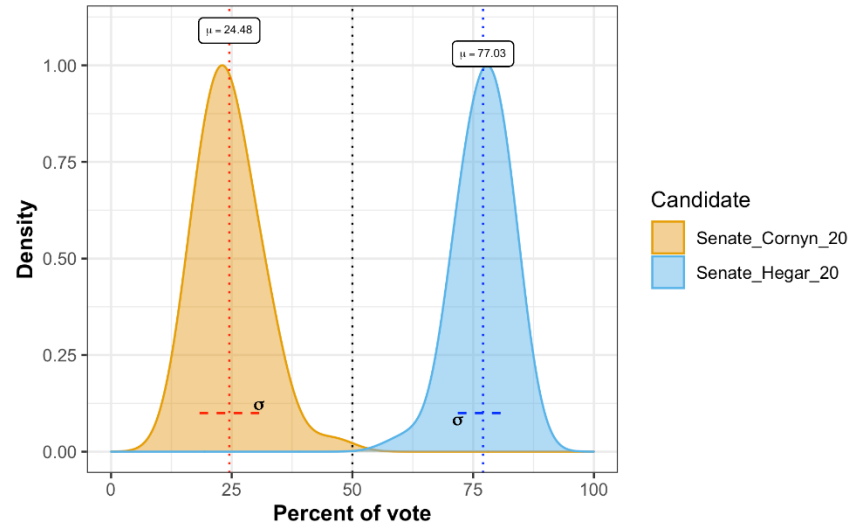 μ = 24.48
μ = 77.03
1.00
0.75
0.50
0.25
0.00
Density
σ
σ
0 25 50 75 100
Percent of vote
Candidate
Senate_Cornyn_20
Senate_Hegar_20